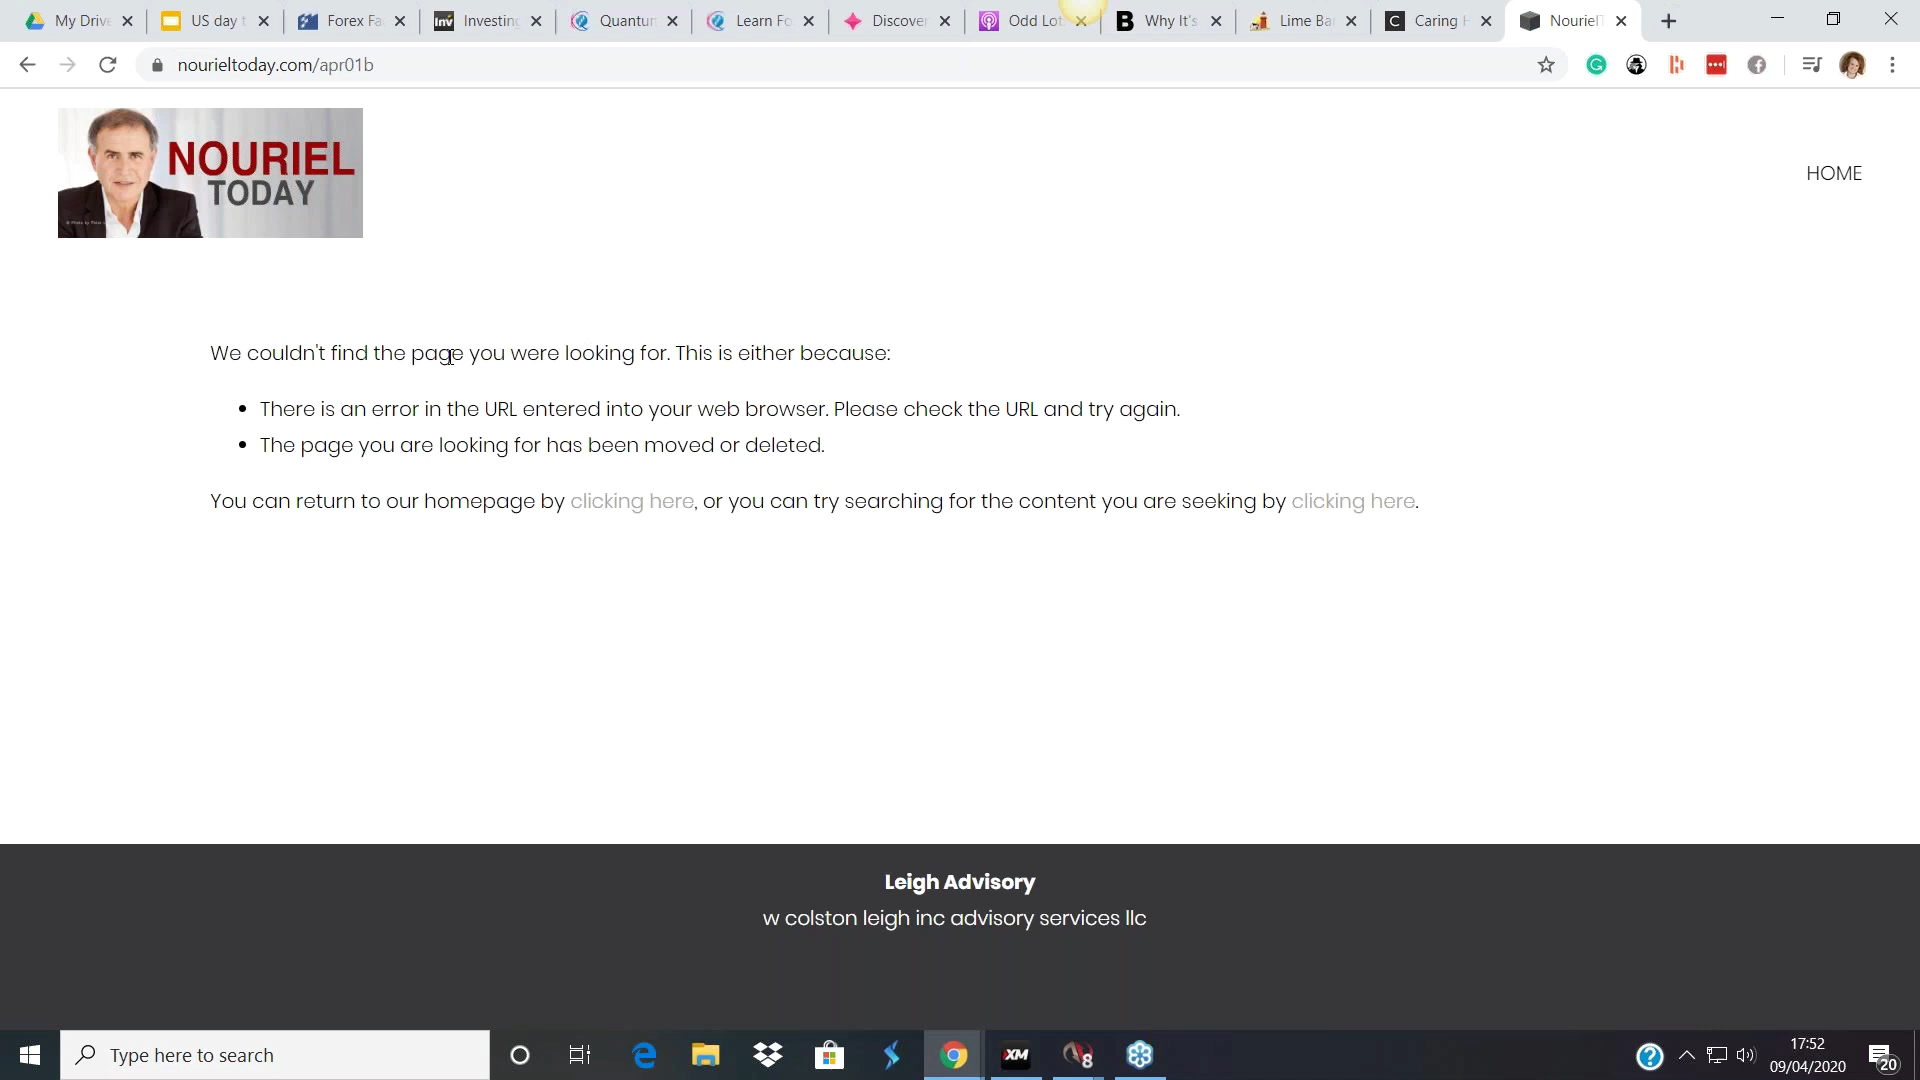 My Drive
US day t
Forex Fa
Investing
Quantum
Learn Fo
Discover
Odd Lot
Why It's
Lime Ba
Caring H
NourielT
nourieltoday.com/apr01b
NOURIEL
TODAY
HOME
We couldn't find the page you were looking for. This is either because:
There is an error in the URL entered into your web browser. Please check the URL and try again.
The page you are looking for has been moved or deleted.
You can return to our homepage by clicking here, or you can try searching for the content you are seeking by clicking here.
Leigh Advisory
w colston leigh inc advisory services llc
Type here to search
XM
8
17:52
09/04/2020
20